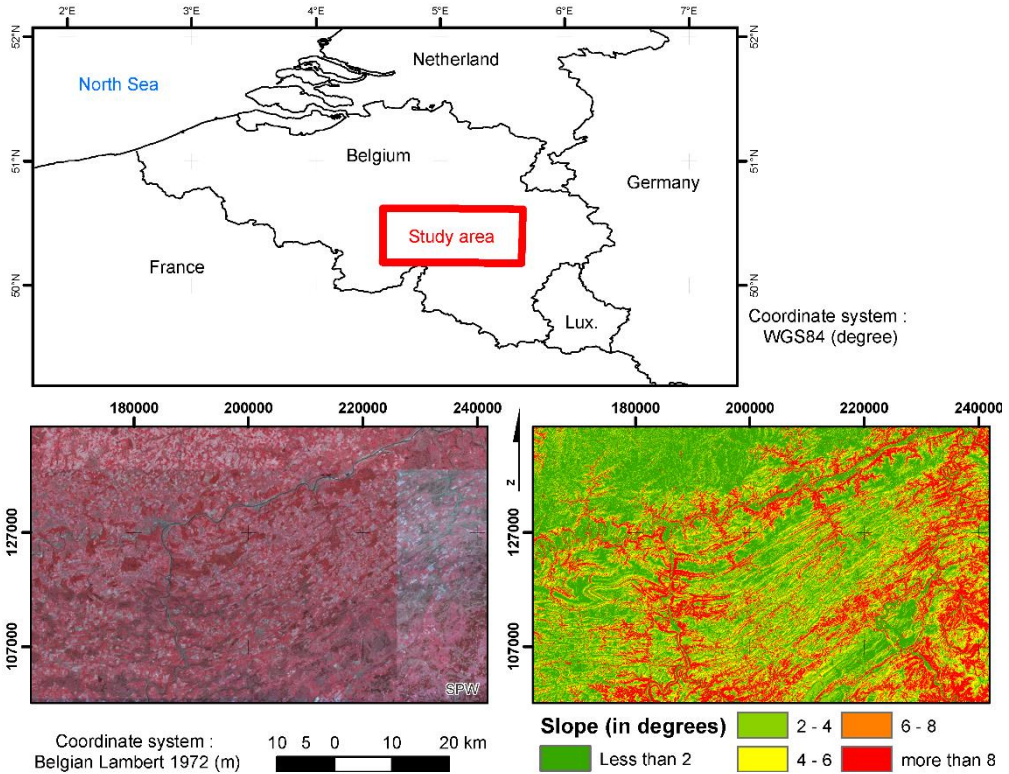 2°E 3°E 4°E 5°E 6°E 7°E
52°N 52°N
Netherland
North Sea
51°N 51°N
Belgium
Germany
Study area
France
50°N 50°N
Lux.
Coordinate system :
WGS84 (degree)
180000 200000 220000 240000
180000 200000 220000 240000
N
127000
127000
107000
107000
SPW
Coordinate system :
Belgian Lambert 1972 (m)
10 5 0 10 20 km
Slope (in degrees)
Less than 2
2 - 4
4 - 6
6 - 8
more than 8